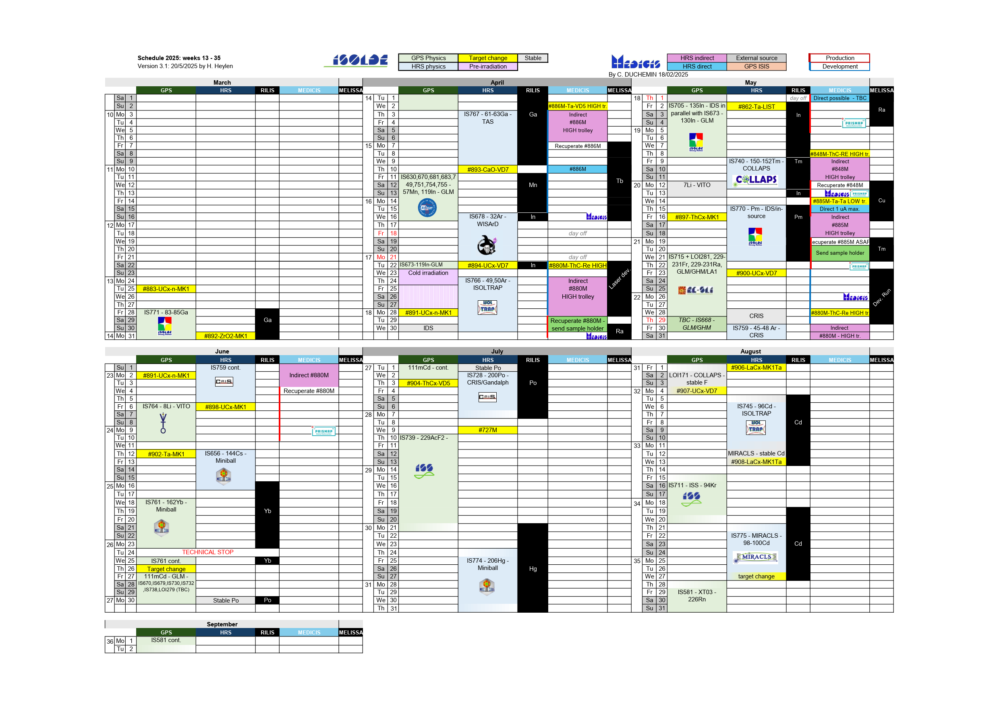 Schedule 2025: weeks 13 - 35
Version 3.1: 20/5/2025 by H. Heylen
ISOLDE
GPS Physics Target change Stable
HRS physics Pre-irradiation
MEDICIS
HRS indirect External source Production
HRS direct GPS ISIS Development
By C. DUCHEMIN 18/02/2025
March
GPS HRS RILIS MEDICIS MELISSA
Sa 1
Su 2
10 Mo 3
Tu 4
We 5
Th 6
Fr 7
Sa 8
Su 9
11 Mo 10
Tu 11
We 12
Th 13
Fr 14
Sa 15
Su 16
12 Mo 17
Tu 18
We 19
Th 20
Fr 21
Sa 22
Su 23
13 Mo 24
Tu 25 #883-UCx-n-MK1
We 26
Th 27
Fr 28 IS771 - 83-85Ga
Sa 29 Ga
Su 30 ISOLDE Decay Station
14 Mo 31 #892-ZrO2-MK1
April
GPS HRS RILIS MEDICIS MELISSA
14 Tu 1
We 2 #886M-Ta-VD5 HIGH tr.
Th 3 IS767 - 61-63Ga - Ga Indirect
Fr 4 TAS #886M
Sa 5 HIGH trolley
Su 6
15 Mo 7 Recuperate #886M
Tu 8
We 9
Th 10 #893-CaO-VD7 #886M
Fr 11 IS630,670,681,683,7 Tb
Sa 12 49,751,754,755 - Mn
Su 13 57Mn, 119In - GLM
16 Mo 14
Tu 15
We 16 IS678 - 32Ar - In MEDICIS
Th 17 WISArD
Fr 18 day off
Sa 19
Su 20
17 Mo 21 day off
Tu 22 IS673-119In-GLM #894-UCx-VD7 In #880M-ThC-Re HIGH
We 23 Cold irradiation Laser dev.
Th 24 IS766 - 49,50Ar - Indirect
Fr 25 ISOLTRAP #880M
Sa 26 HIGH trolley
Su 27 ISOLTRAP
18 Mo 28 #891-UCx-n-MK1
Tu 29 Recuperate #880M -
We 30 IDS send sample holder Ra
MEDICIS
May
GPS HRS RILIS MEDICIS MELISSA
18 Th 1 day off Direct possible - TBC
Fr 2 IS705 - 135In - IDS in #862-Ta-LIST Ra
Sa 3 parallel with IS673 - In
Su 4 130In - GLM PRISMAP
19 Mo 5
Tu 6
We 7 ISOLDE Decay Station
Th 8 #848M-ThC-RE HIGH tr,
Fr 9 IS740 - 150-152Tm - Tm Indirect
Sa 10 COLLAPS #848M
Su 11 COLLAPS HIGH trolley
20 Mo 12 7Li - VITO Recuperate #848M
Tu 13 In MEDICIS PRISMAP
We 14 #885M-Ta-Ta LOW tr. Cu
Th 15 IS770 - Pm - IDS/in- Direct 1 uA max.
Fr 16 #897-ThCx-MK1 source Pm Indirect
Sa 17 #885M
Su 18 ISOLDE Decay Station HIGH trolley
21 Mo 19 ecuperate #885M ASAF
Tu 20 Send sample holder Tm
We 21 IS715 + LOI281, 229-
Th 22 231Fr, 229-231Ra, PRISMAP
Fr 23 GLM/GHM/LA1 #900-UCx-VD7
Sa 24
Su 25
22 Mo 26 MEDICIS Dev. Run
Tu 27
We 28 CRIS #880M-ThC-Re HIGH tr
Th 29 TBC - IS668 -
Fr 30 GLM/GHM IS759 - 45-48 Ar - Indirect
Sa 31 CRIS #880M - HIGH tr.
June
GPS HRS RILIS MEDICIS MELISSA
Su 1 IS759 cont.
23 Mo 2 #891-UCx-n-MK1 Indirect #880M
Tu 3 CRIS
We 4 Recuperate #880M
Th 5
Fr 6 IS764 - 8Li - VITO #898-UCx-MK1
Sa 7 VITO
Su 8
24 Mo 9 PRISMAP
Tu 10
We 11
Th 12 #902-Ta-MK1 IS656 - 144Cs -
Fr 13 Miniball
Sa 14
Su 15
25 Mo 16
Tu 17
We 18 IS761 - 162Yb -
Th 19 Miniball Yb
Fr 20
Sa 21
Su 22
26 Mo 23
Tu 24 TECHNICAL STOP
We 25 IS761 cont. Yb
Th 26 Target change
Fr 27 111mCd - GLM -
Sa 28 IS670,IS679,IS730,IS732
Su 29 ,IS738,LOI279 (TBC)
27 Mo 30 Stable Po Po
July
GPS HRS RILIS MEDICIS MELISSA
27 Tu 1 111mCd - cont. Stable Po
We 2 IS728 - 200Po -
Th 3 #904-ThCx-VD5 CRIS/Gandalph Po
Fr 4
Sa 5 CRIS
Su 6
28 Mo 7
Tu 8
We 9 #727M
Th 10 IS739 - 229AcF2 -
Fr 11
Sa 12
Su 13
29 Mo 14 ISS
Tu 15
We 16
Th 17
Fr 18
Sa 19
Su 20
30 Mo 21
Tu 22
We 23
Th 24
Fr 25 IS774 - 206Hg -
Sa 26 Miniball Hg
Su 27
31 Mo 28
Tu 29
We 30
Th 31
August
GPS HRS RILIS MEDICIS MELISSA
31 Fr 1 #906-LaCx-MK1Ta
Sa 2 LOI171 - COLLAPS -
Su 3 stable F
32 Mo 4 #907-UCx-VD7
Tu 5
We 6 IS745 - 96Cd -
Th 7 ISOLTRAP
Fr 8 Cd
Sa 9 ISOLTRAP
Su 10
33 Mo 11
Tu 12 MIRACLS - stable Cd
We 13 #908-LaCx-MK1Ta
Th 14
Fr 15
Sa 16 IS711 - ISS - 94Kr
Su 17 ISS
34 Mo 18
Tu 19
We 20
Th 21
Fr 22 IS775 - MIRACLS -
Sa 23 98-100Cd Cd
Su 24
35 Mo 25 MIRACLS
Tu 26
We 27 target change
Th 28
Fr 29 IS581 - XT03 -
Sa 30 226Rn
Su 31
September
GPS HRS RILIS MEDICIS MELISSA
36 Mo 1 IS581 cont.
Tu 2